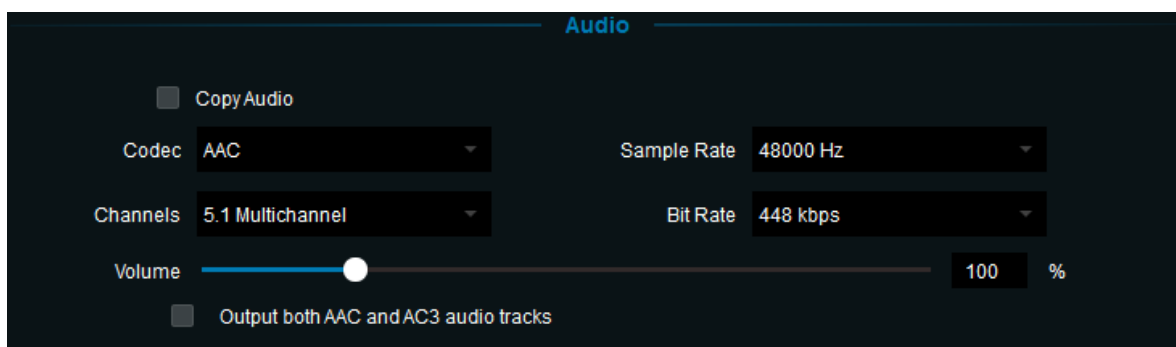 Audio
Copy Audio
Codec AAC Sample Rate 48000 Hz
Channels 5.1 Multichannel Bit Rate 448 kbps
Volume 100 %
Output both AAC and AC3 audio tracks